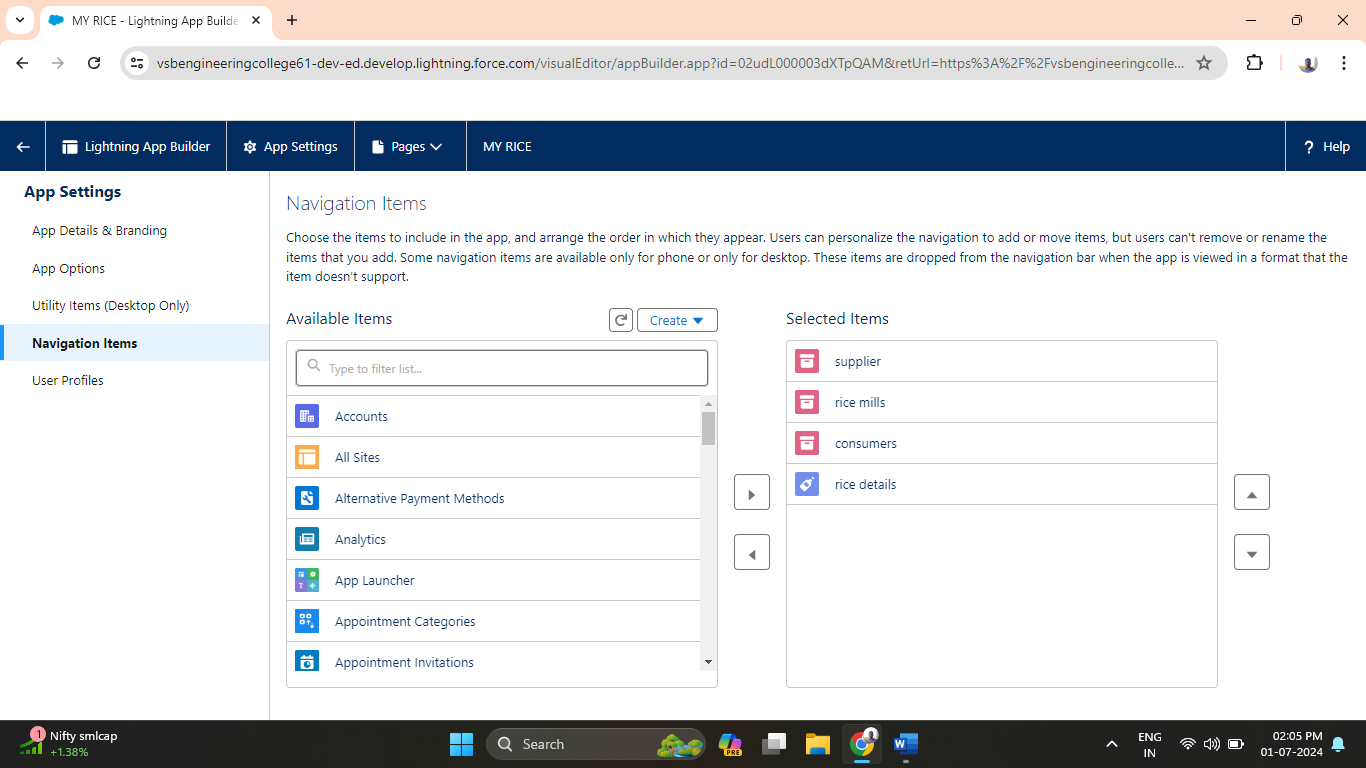 MY RICE - Lightning App Builde
vsbengineeringcollege61-dev-ed.develop.lightning.force.com/visualEditor/appBuilder.app?id=02udL000003dXTpQAM&retUrl=https%3A%2F%2Fvsbengineeringcolle...
Lightning App Builder
App Settings
Pages
MY RICE
? Help
App Settings
App Details & Branding
App Options
Utility Items (Desktop Only)
Navigation Items
User Profiles
Navigation Items
Choose the items to include in the app, and arrange the order in which they appear. Users can personalize the navigation to add or move items, but users can't remove or rename the
items that you add. Some navigation items are available only for phone or only for desktop. These items are dropped from the navigation bar when the app is viewed in a format that the
item doesn't support.
Available Items
Create
Type to filter list...
Accounts
All Sites
Alternative Payment Methods
Analytics
App Launcher
Appointment Categories
Appointment Invitations
Selected Items
supplier
rice mills
consumers
rice details
1
Nifty smlcap
+1.38%
Search
PRE
ENG
IN
02:05 PM
01-07-2024